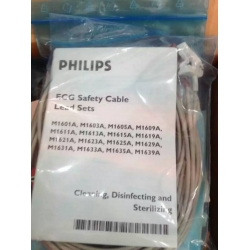 PHILIPS
ECG Safety Cable
Lead Sets
M1601A, M1603A, M1605A, M1609A,
M1611A, M1613A, M1615A, M1619A,
M1621A, M1623A, M1625A, M1629A,
M1631A, M1633A, M1635A, M1639A
Cleaning, Disinfecting and
Sterilizing